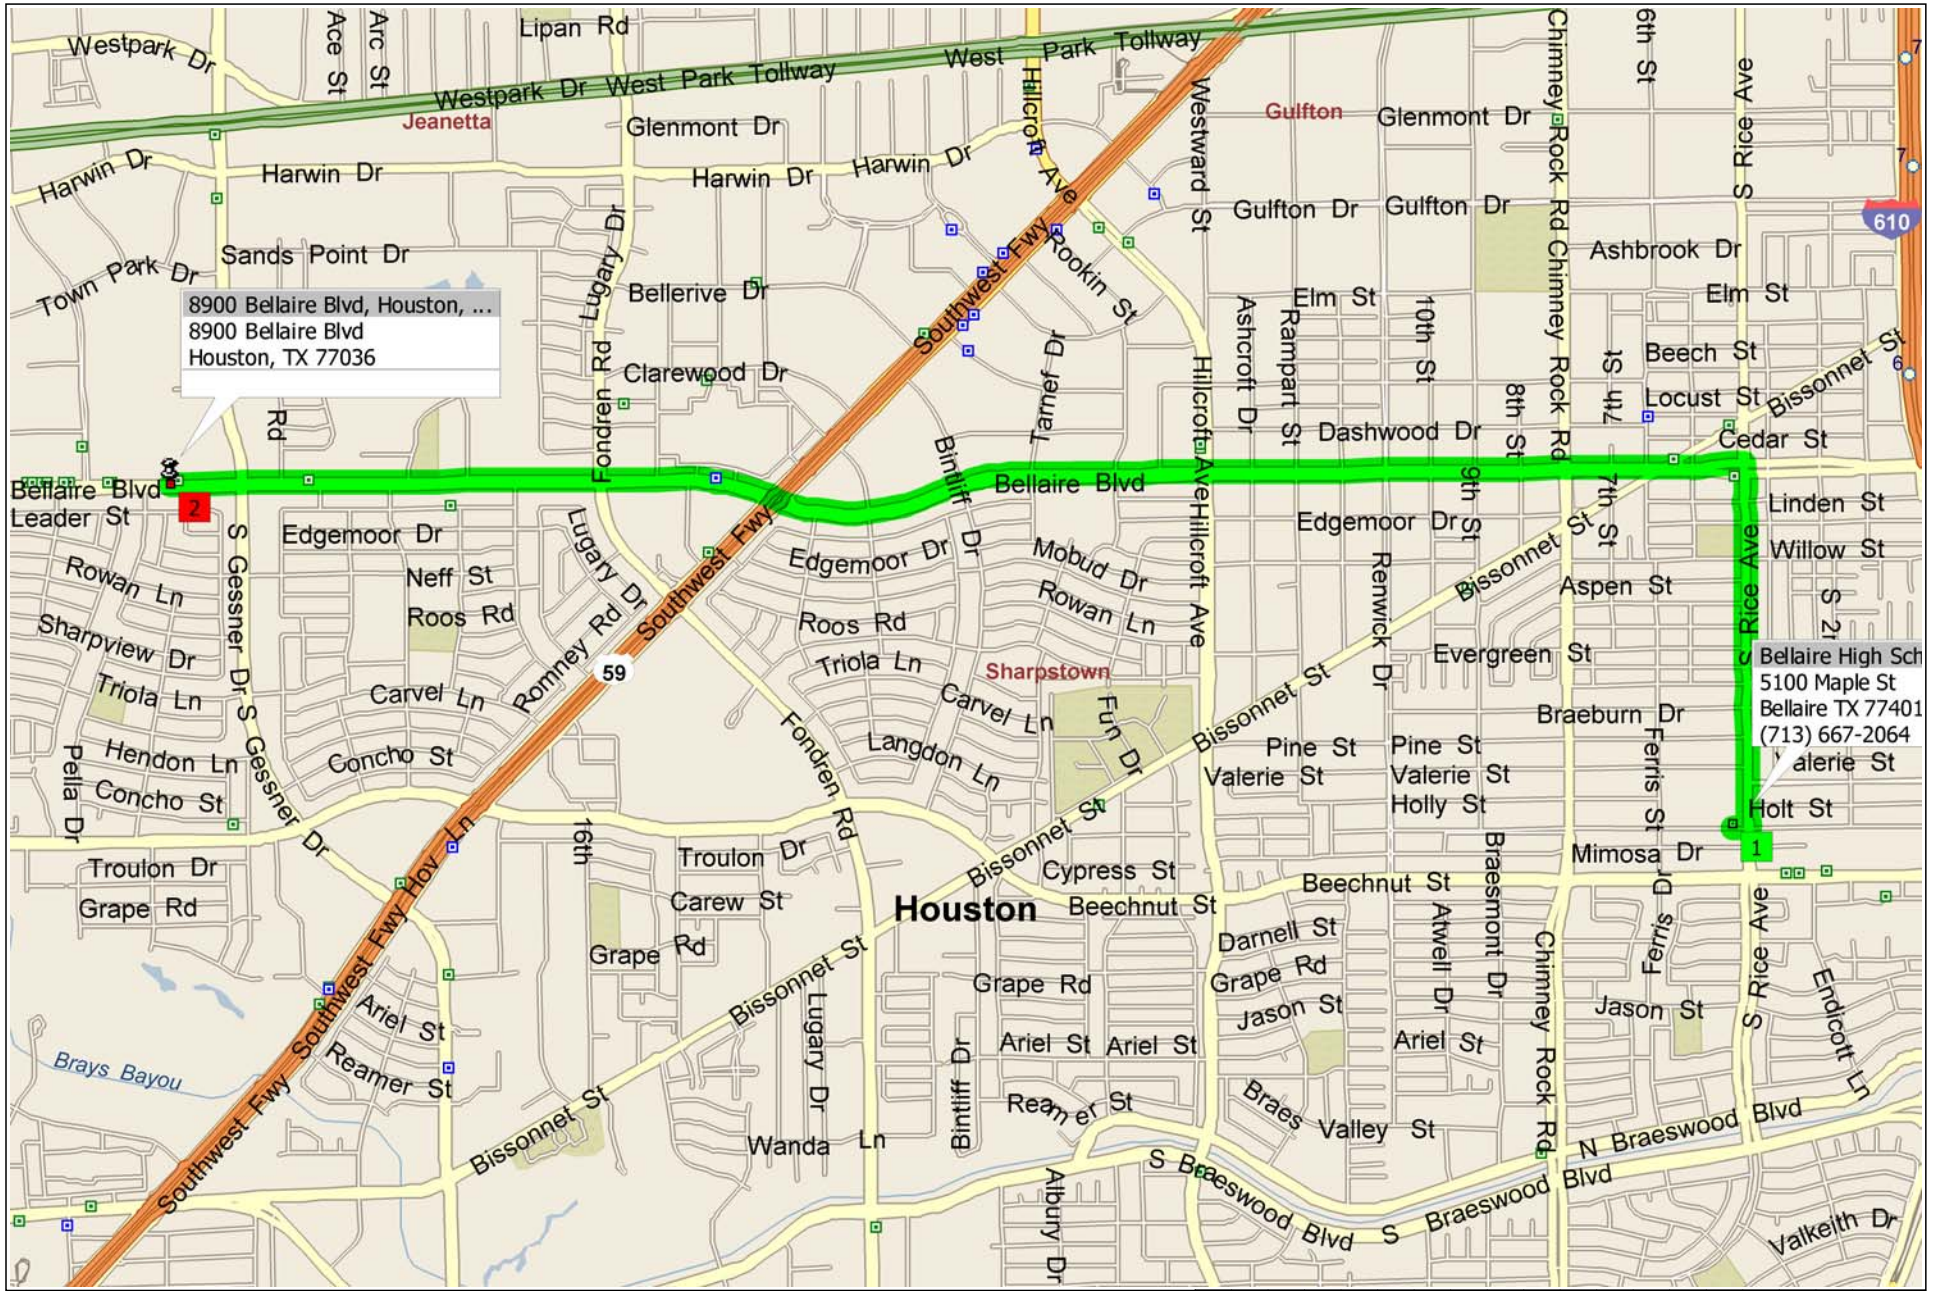 Westpark Dr
Ace St
Arc St
Lipan Rd
West Park Tollway
Westpark Dr West Park Tollway
Hillcroft Ave
Chimney Rock Rd Chimney Rock Rd
6th St
S Rice Ave
7
Jeanetta
Glenmont Dr
Westward St
Gulfton
Glenmont Dr
7
Harwin Dr
Harwin Dr
Harwin Dr
Harwin Dr
Gulfton Dr
Gulfton Dr
610
Town Park Dr
Sands Point Dr
Lugary Dr
Bellerive Dr
Southwest Fwy
Rookin St
Ashbrook Dr
Elm St
Elm St
8900 Bellaire Blvd, Houston, ...
8900 Bellaire Blvd
Houston, TX 77036
Ashcroft Dr
Rampart St
10th St
Clarewood Dr
Fondren Rd
Beech St
Bissonnet St
6
Rd
Hillcroft Ave
8th St
7th St
Locust St
Dashwood Dr
Cedar St
Bellaire Blvd
2
Leader St
Bintliff Dr
Bellaire Blvd
9th St
7th St
Linden St
S Gessner Dr
Edgemoor Dr
Lugary Dr
Southwest Fwy
Edgemoor Dr
Mobud Dr
Hillcroft Ave
Edgemoor Dr
Bissonnet St
Willow St
Rowan Ln
Neff St
Rowan Ln
Renwick Dr
Aspen St
S Rice Ave
Roos Rd
Romney Rd
Roos Rd
Sharpview Dr
59
Triola Ln
Sharpstown
Evergreen St
Bellaire High Sch
5100 Maple St
Bellaire TX 77401
(713) 667-2064
Triola Ln
Carvel Ln
Carvel Ln
Fun Dr
Bissonnet St
Braeburn Dr
Ferris St
Pella Dr
Hendon Ln
S Gessner Dr
Concho St
Fondren Rd
Langdon Ln
Pine St
Pine St
Valerie St
Valerie St
Valerie St
Concho St
Holly St
Holt St
1
16th
Troulon Dr
Troulon Dr
Bissonnet St
Cypress St
Braesmont Dr
Mimosa Dr
Southwest Fwy Hov Ln
Carew St
Houston
Beechnut St
Beechnut St
Ferris Dr
Grape Rd
Grape Rd
Darnell St
Atwell Dr
S Rice Ave
Bissonnet St
Lugary Dr
Grape Rd
Grape Rd
Chimney Rock Rd
Endicott Ln
Ariel St
Jason St
Jason St
Bintliff Dr
Ariel St
Ariel St
Ariel St
Brays Bayou
Reamer St
Reamer St
Braes Valley St
Southwest Fwy
Bissonnet St
Wanda Ln
N Braeswood Blvd
S Braeswood Blvd
S Braeswood Blvd
Albury Dr
Valkeith Dr